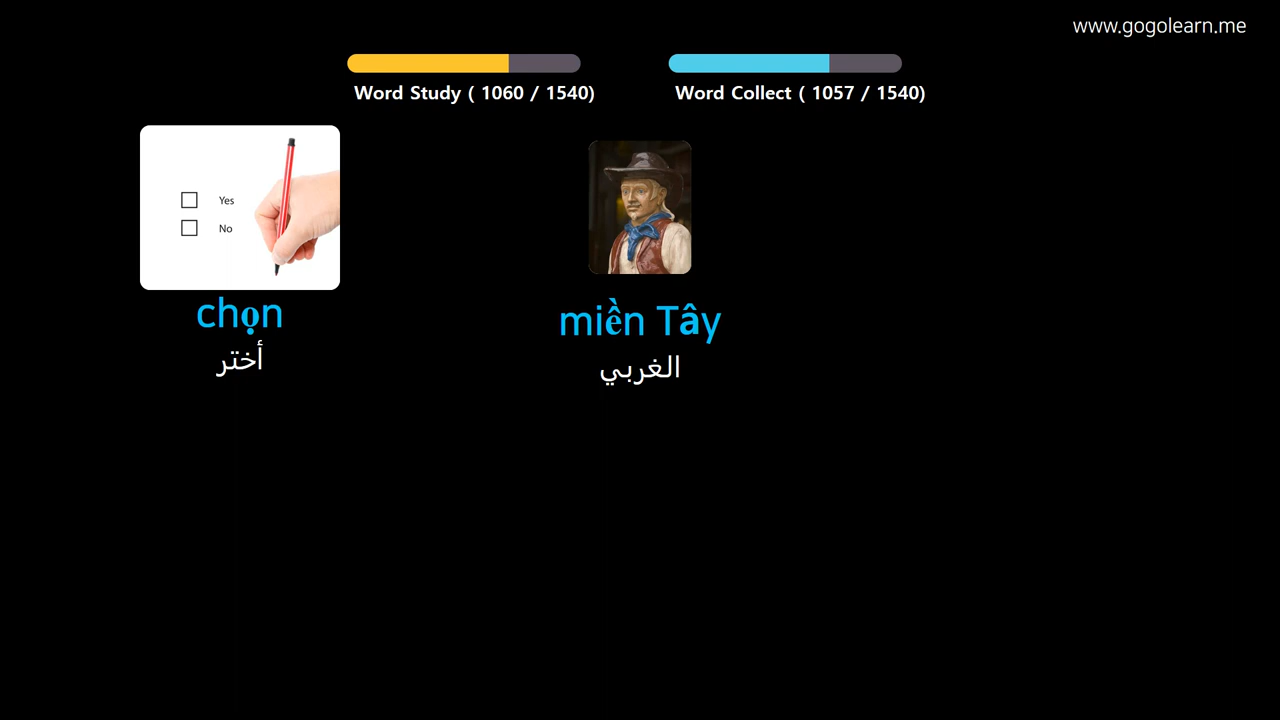 www.gogolearn.me
Word Study ( 1060 / 1540)
Word Collect ( 1057 / 1540)
Yes
No
chọn
أختر
miền Tây
الغربي